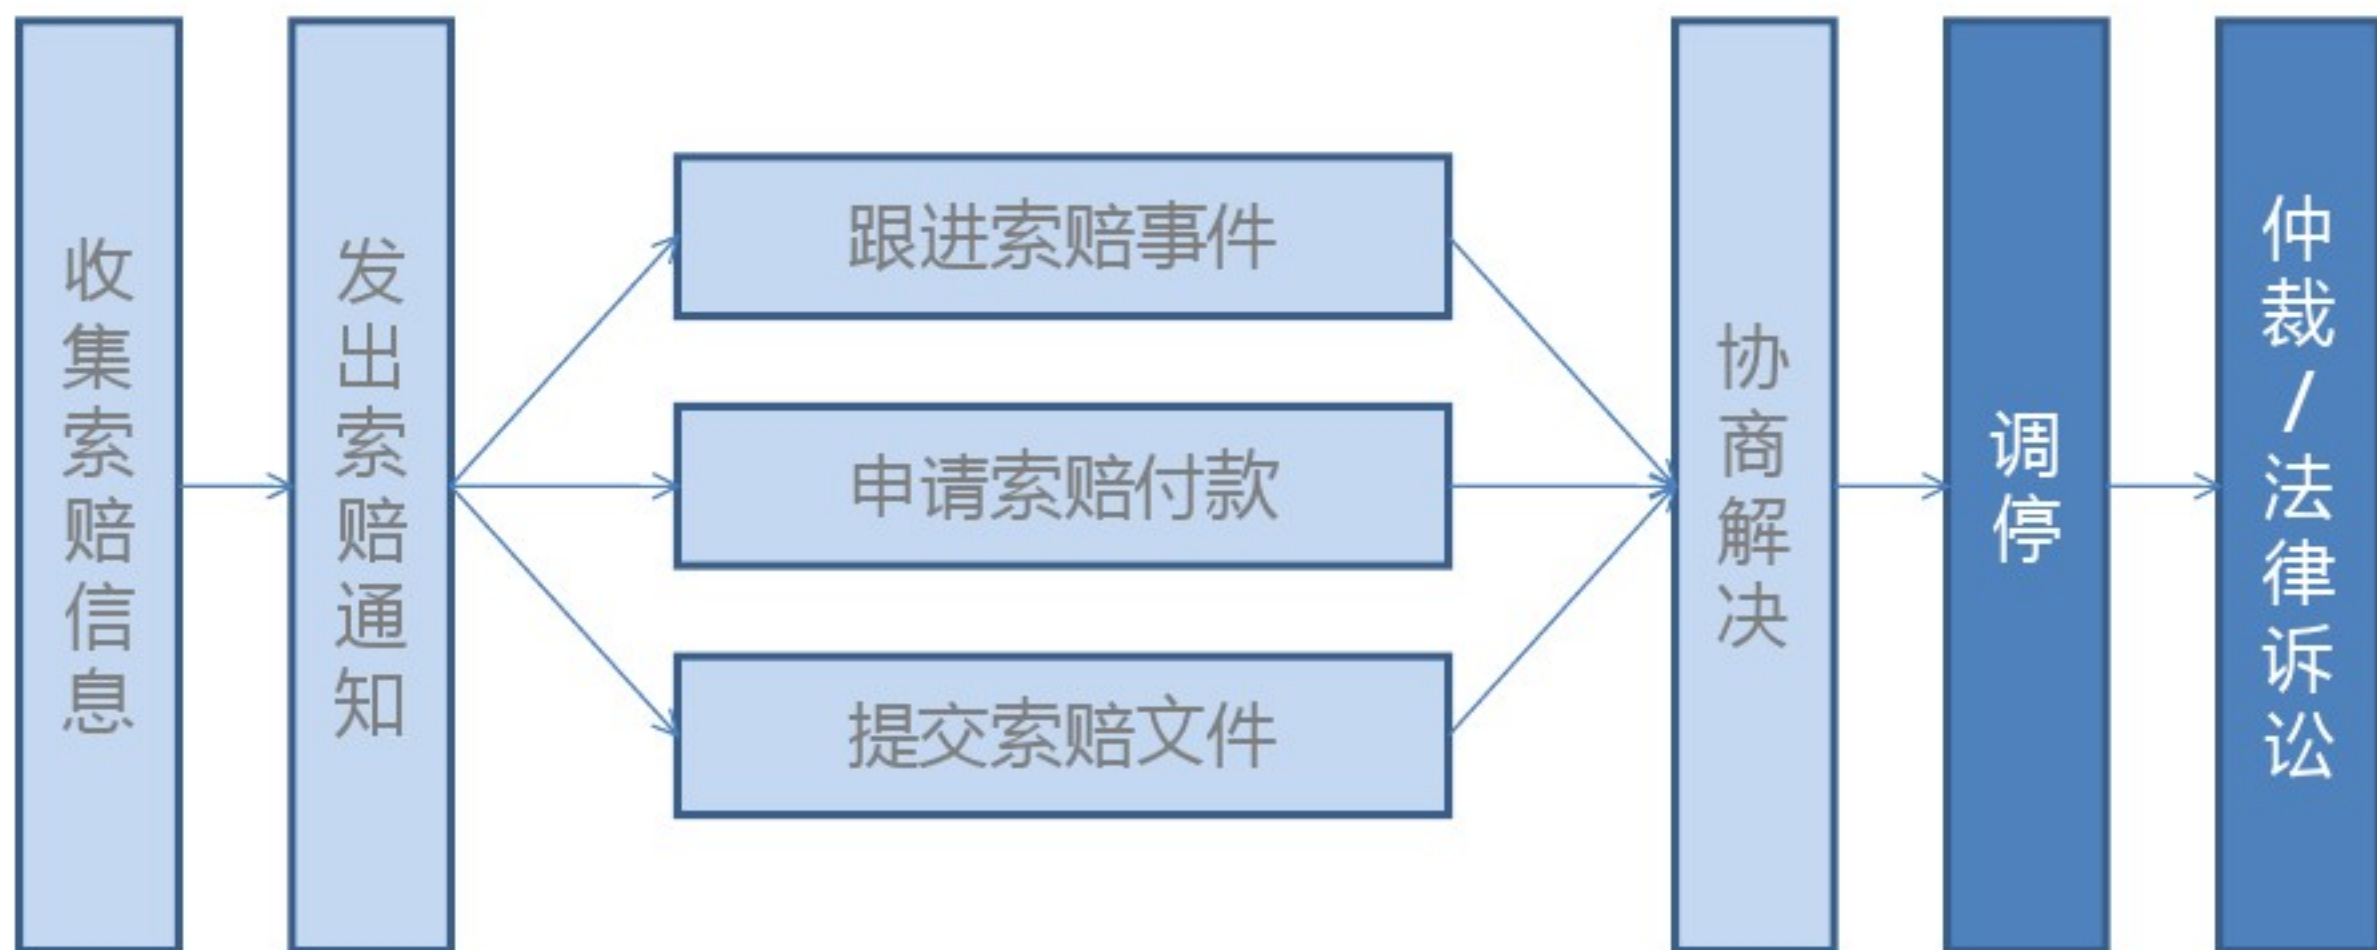 收集索赔信息
发出索赔通知
跟进索赔事件
申请索赔付款
提交索赔文件
协商解决
调停
仲裁/法律诉讼